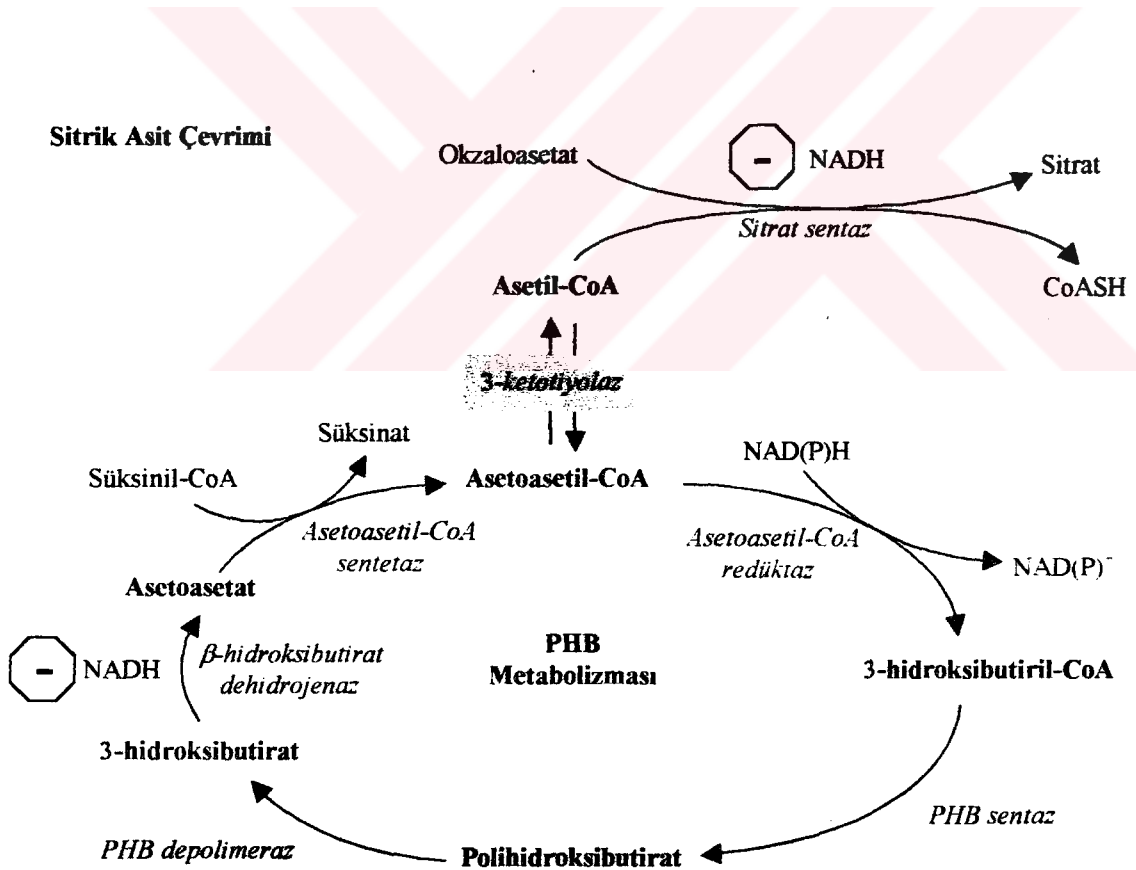 Sitrik Asit Çevrimi
Okzaloasetat
- NADH
Sitrat
Sitrat sentaz
Asetil-CoA
CoASH
3-ketotiyolaz
Süksinat
NAD(P)H
Süksinil-CoA
Asetoasetil-CoA
Asetoasetil-CoA
sentetaz
Asetoasetil-CoA
redüktaz
NAD(P)⁻
Asetoasetat
- NADH
β-hidroksibutirat
dehidrojenaz
PHB
Metabolizması
3-hidroksibutiril-CoA
3-hidroksibutirat
PHB sentaz
PHB depolimeraz
Polihidroksibutirat